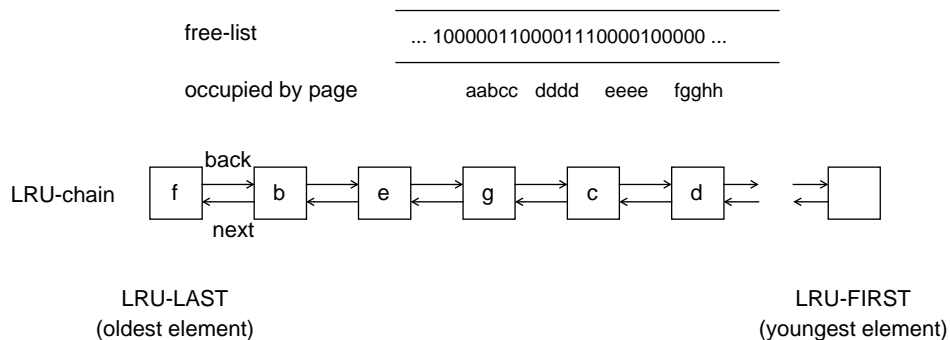 free-list
... 1000001100001110000100000 ...
occupied by page
aabcc dddd eeee fgghh
back
LRU-chain f b e g c d
next
LRU-LAST LRU-FIRST
(oldest element) (youngest element)